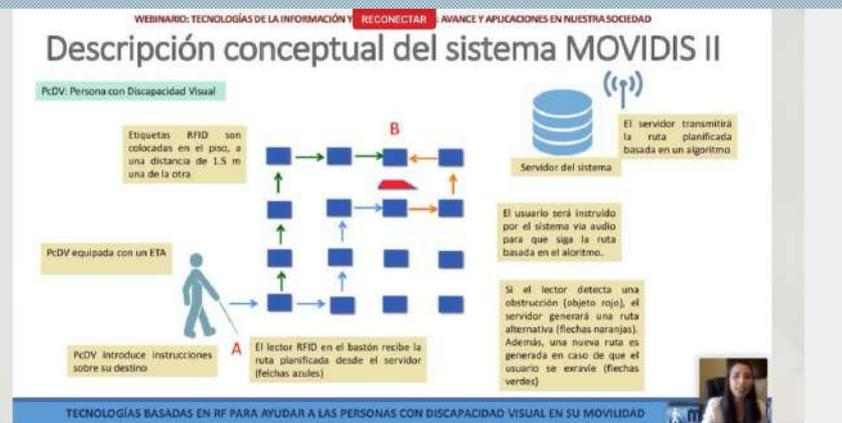 WEBINARIO: TECNOLOGÍAS DE LA INFORMACIÓN Y
RECONECTAR
: AVANCE Y APLICACIONES EN NUESTRA SOCIEDAD
Descripción conceptual del sistema MOVIDIS II
PcDV: Persona con Discapacidad Visual
Etiquetas RFID son
colocadas en el piso, a
una distancia de 1.5 m
una de la otra
B
Servidor del sistema
El servidor transmitirá
la ruta planificada
basada en un algoritmo
PcDV equipada con un ETA
El usuario será instruido
por el sistema via audio
para que siga la ruta
basada en el aloritmo.
Si el lector detecta una
obstrucción (objeto rojo), el
servidor generará una ruta
alternativa (flechas naranjas).
Además, una nueva ruta es
generada en caso de que el
usuario se exravíe (flechas
verdes)
PcDV introduce instrucciones
sobre su destino
A
El lector RFID en el bastón recibe la
ruta planificada desde el servidor
(felchas azules)
TECNOLOGÍAS BASADAS EN RF PARA AYUDAR A LAS PERSONAS CON DISCAPACIDAD VISUAL EN SU MOVILIDAD